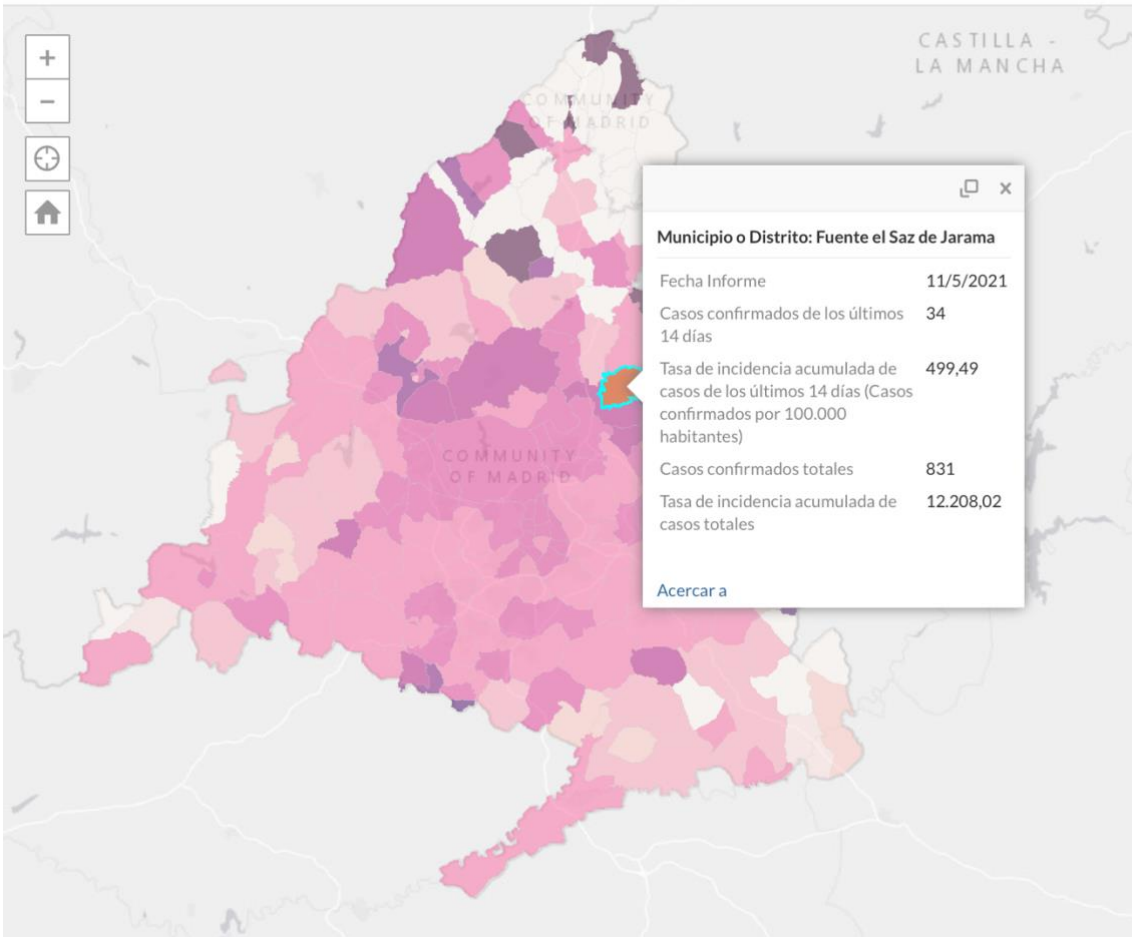 +
CASTILLA -
LA MANCHA
−
COMMUNITY
OF MADRID
×
Municipio o Distrito: Fuente el Saz de Jarama
Fecha Informe 11/5/2021
Casos confirmados de los últimos 34
14 días
Tasa de incidencia acumulada de 499,49
casos de los últimos 14 días (Casos
confirmados por 100.000
habitantes)
Casos confirmados totales 831
Tasa de incidencia acumulada de 12.208,02
casos totales
Acercar a
COMMUNITY
OF MADRID